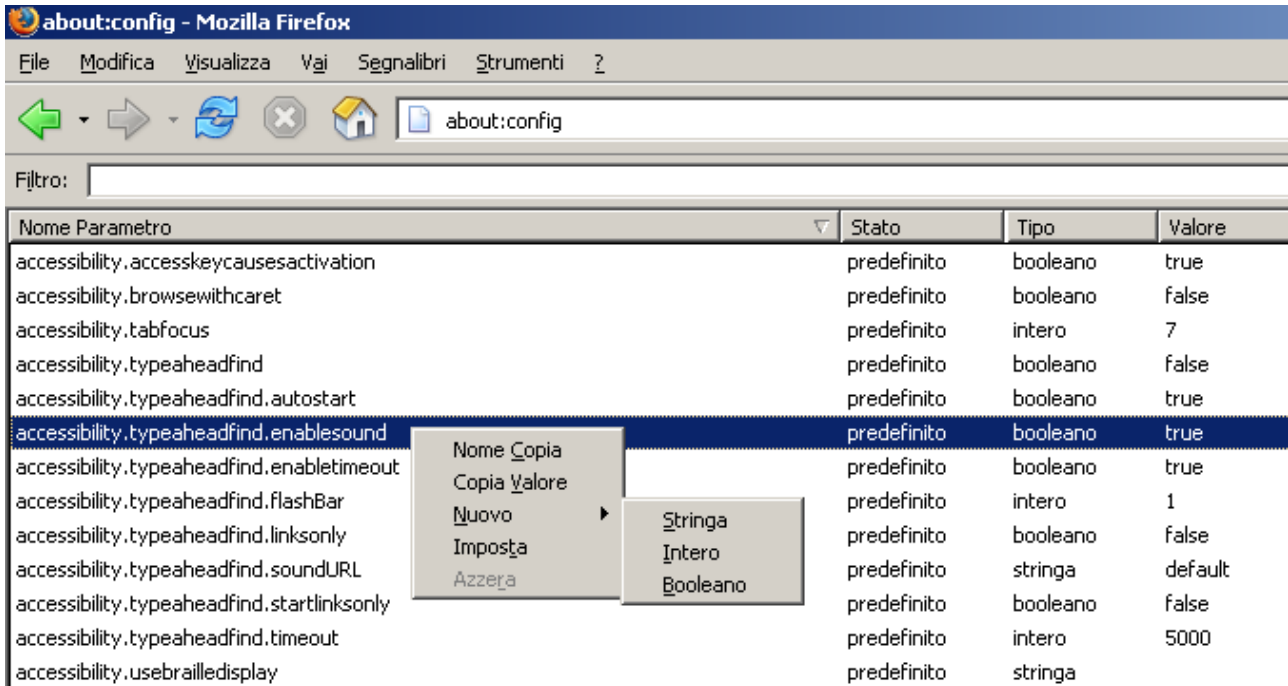 about:config - Mozilla Firefox
File Modifica Visualizza Vai Segnalibri Strumenti ?
about:config
Filtro:
Nome Parametro Stato Tipo Valore
accessibility.accesskeycausesactivation predefinito booleano true
accessibility.browsewithcaret predefinito booleano false
accessibility.tabfocus predefinito intero 7
accessibility.typeaheadfind predefinito booleano false
accessibility.typeaheadfind.autostart predefinito booleano true
accessibility.typeaheadfind.enablesound predefinito booleano true
accessibility.typeaheadfind.enabletimeout predefinito booleano true
accessibility.typeaheadfind.flashBar predefinito intero 1
accessibility.typeaheadfind.linksonly predefinito booleano false
accessibility.typeaheadfind.soundURL predefinito stringa default
accessibility.typeaheadfind.startlinksonly predefinito booleano false
accessibility.typeaheadfind.timeout predefinito intero 5000
accessibility.usebrailledisplay predefinito stringa
Nome Copia
Copia Valore
Nuovo
Imposta
Azzera
Stringa
Intero
Booleano